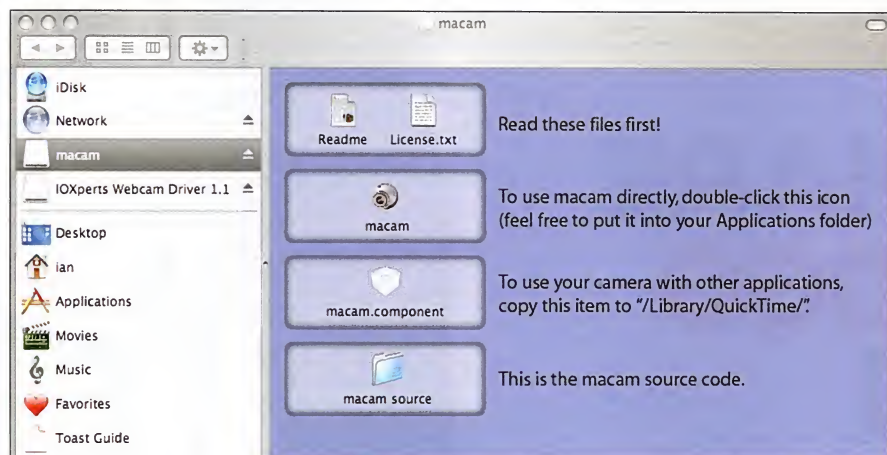 macam
iDisk
Network
macam
IOXperts Webcam Driver 1.1
Desktop
ian
Applications
Movies
Music
Favorites
Toast Guide
Readme
License.txt
Read these files first!
macam
To use macam directly, double-click this icon
(feel free to put it into your Applications folder)
macam.component
To use your camera with other applications,
copy this item to “/Library/QuickTime/”.
macam source
This is the macam source code.